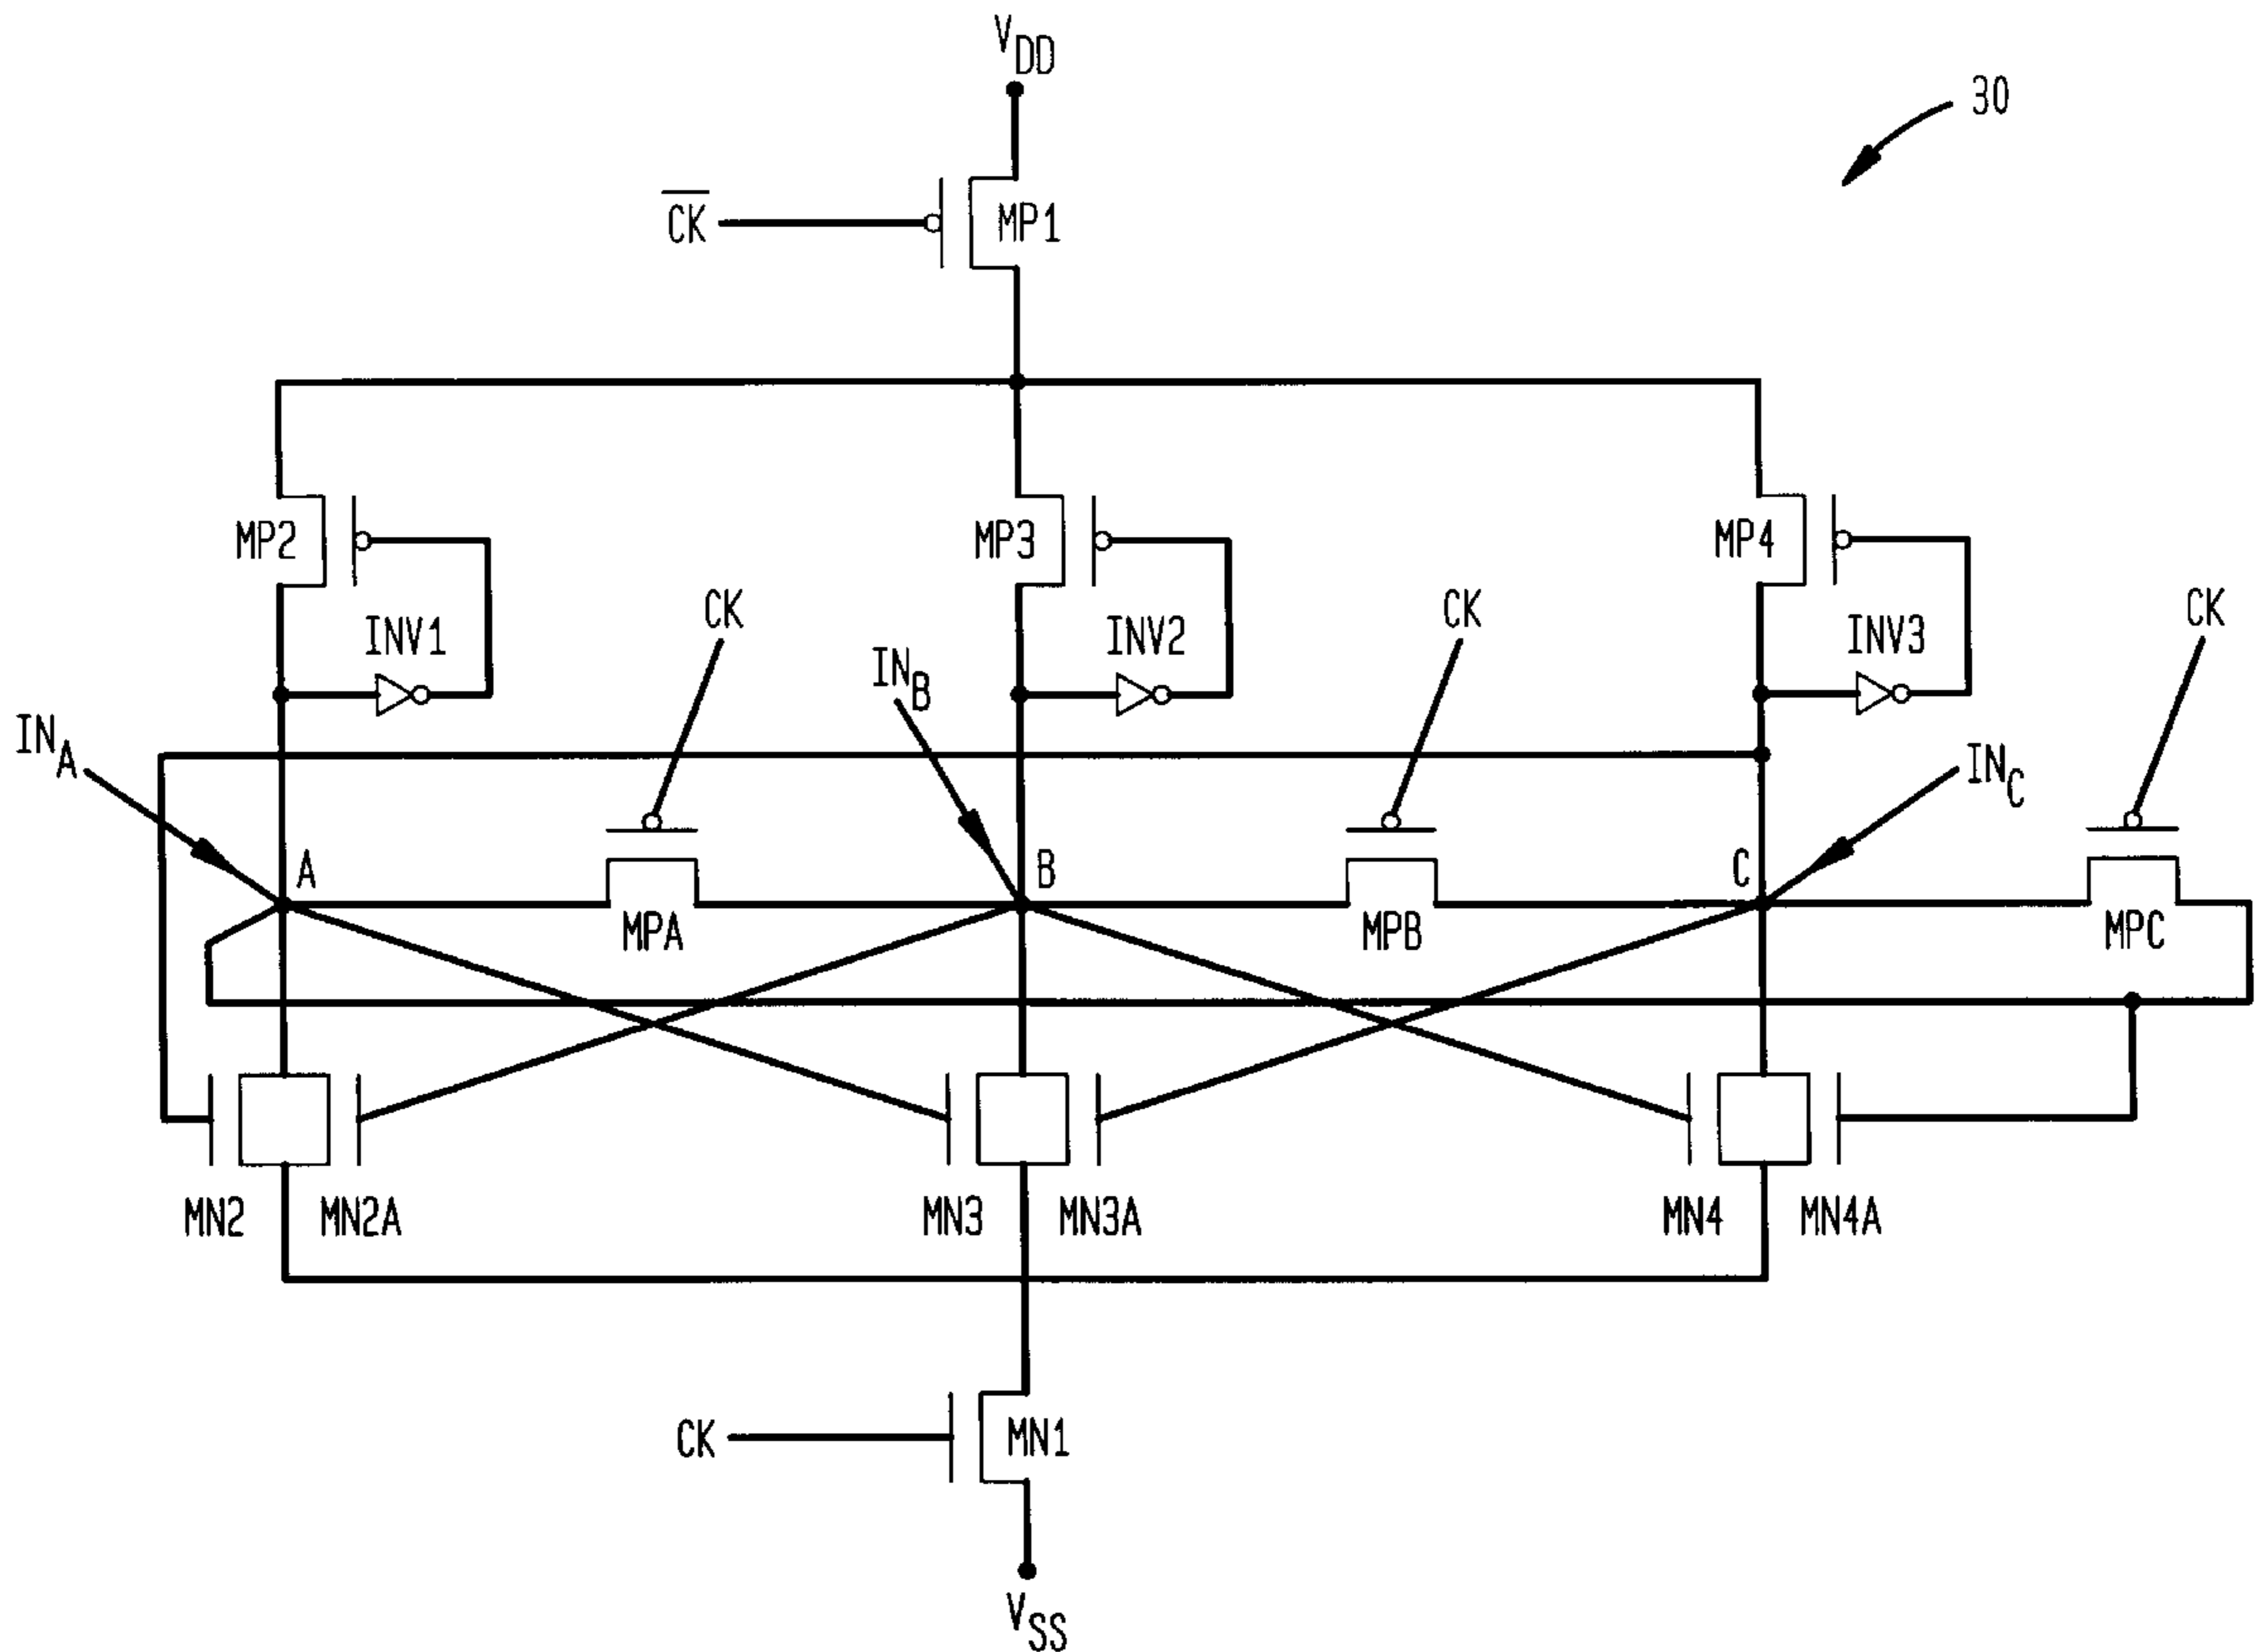 VDD
30
CK
MP1
MP2
MP3
MP4
CK
CK
CK
INV1
INV2
INV3
INB
INA
INC
A
B
C
MPA
MPB
MPC
MN2
MN2A
MN3
MN3A
MN4
MN4A
CK
MN1
VSS